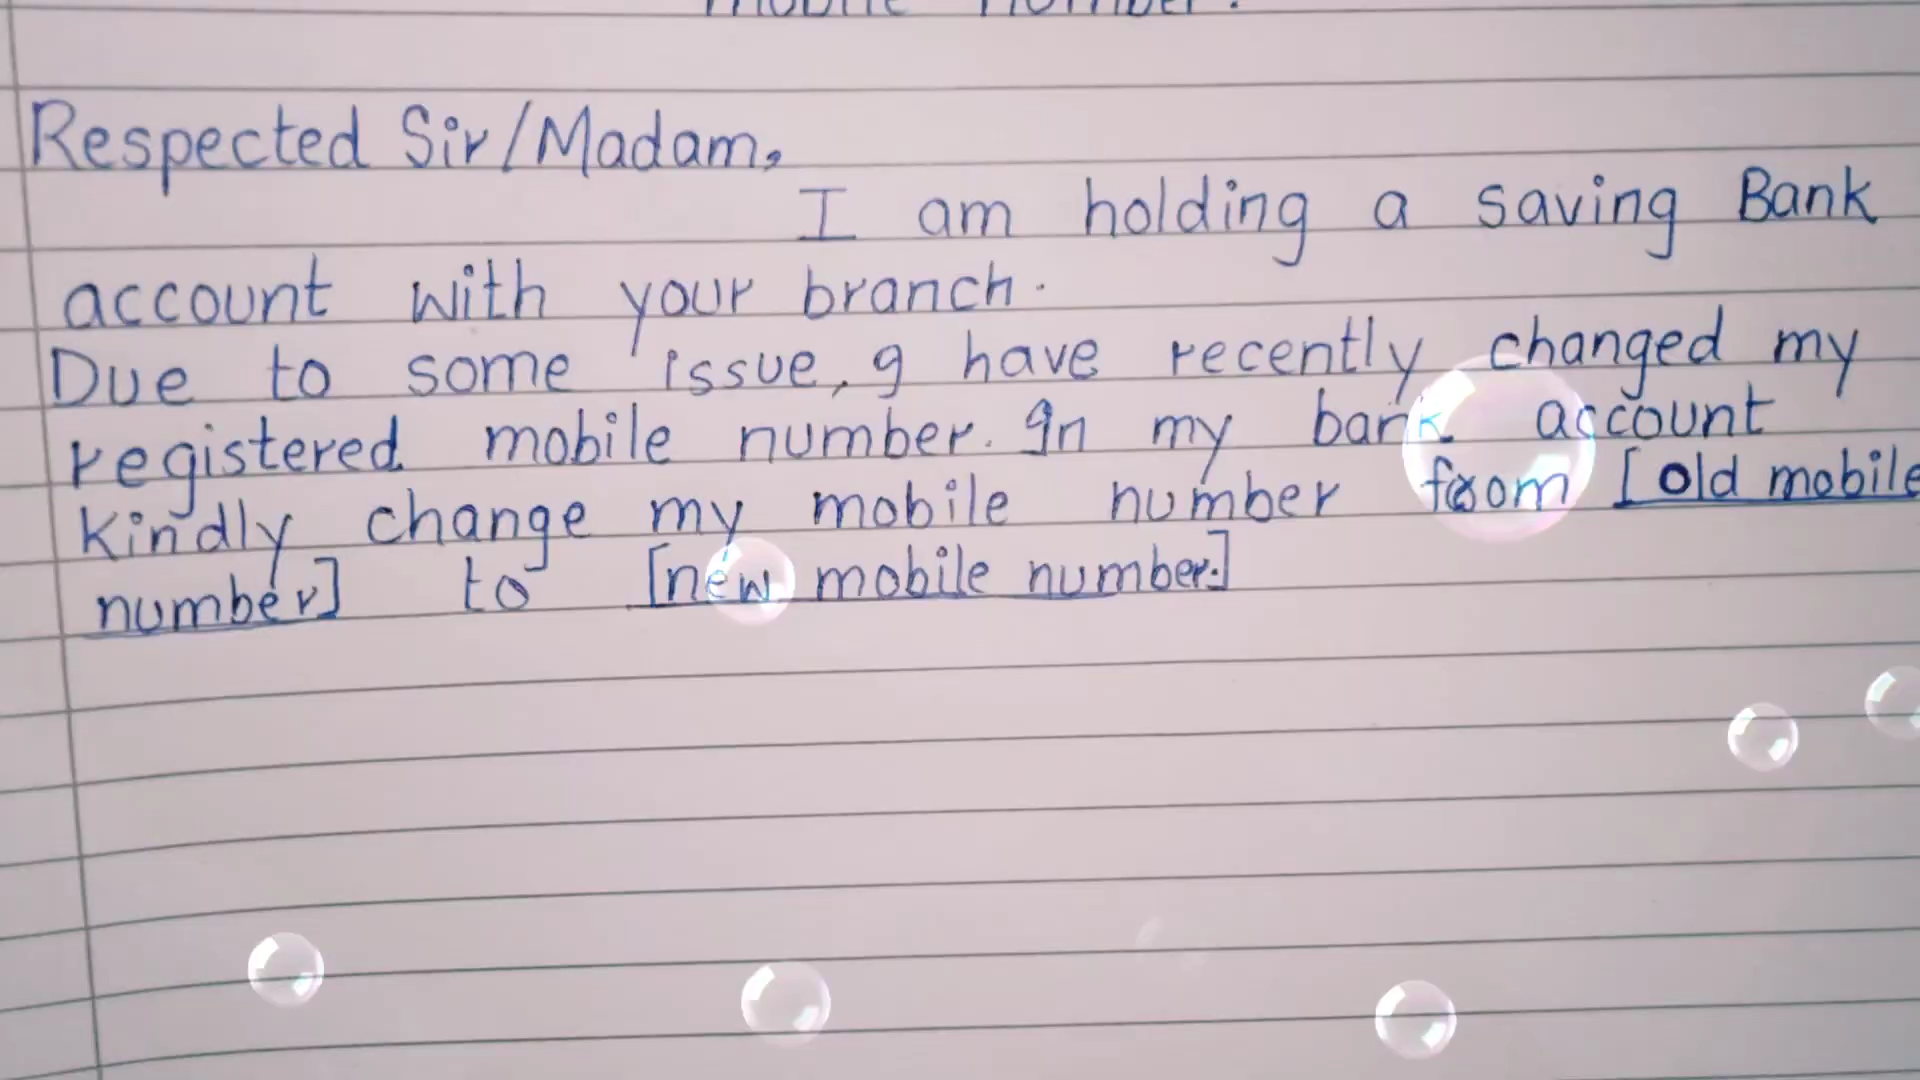 mobile number.
Respected Sir/Madam,
I am holding a saving Bank
account with your branch.
Due to some issue, I have recently changed my
registered mobile number. In my bank account
Kindly change my mobile number from [old mobile
number] to [new mobile number.]